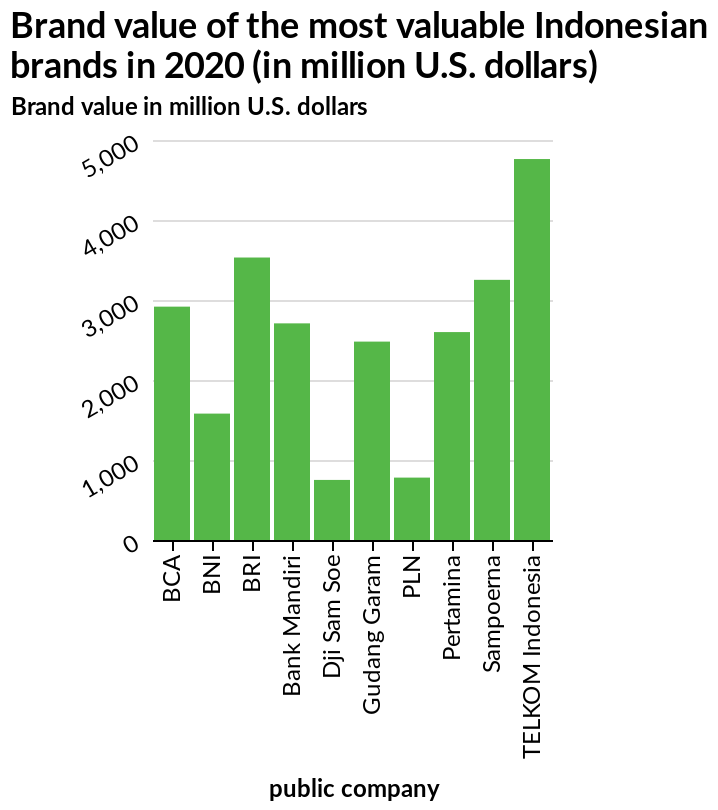 Brand value of the most valuable Indonesian
brands in 2020 (in million U.S. dollars)
Brand value in million U.S. dollars
5,000
4,000
3,000
2,000
1,000
0
BCA
BNI
BRI
Bank Mandiri
Dji Sam Soe
Gudang Garam
PLN
Pertamina
Sampoerna
TELKOM Indonesia
public company